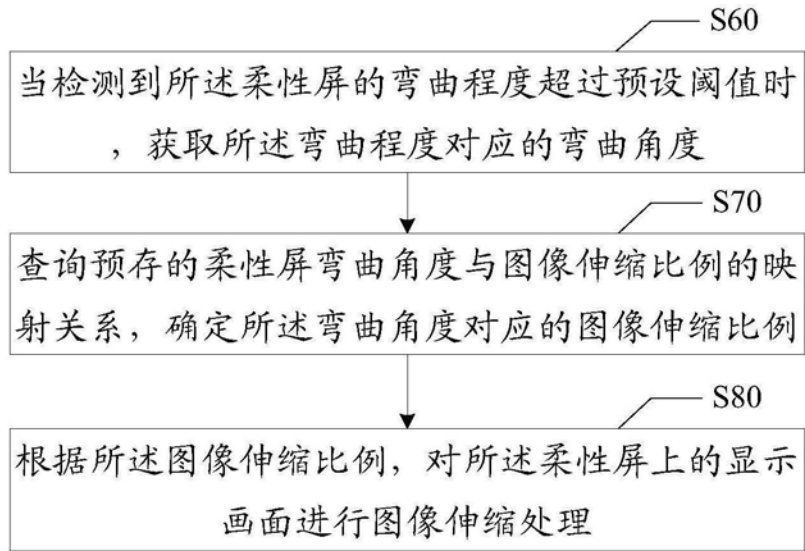 S60
当检测到所述柔性屏的弯曲程度超过预设阈值时
,获取所述弯曲程度对应的弯曲角度
S70
查询预存的柔性屏弯曲角度与图像伸缩比例的映
射关系,确定所述弯曲角度对应的图像伸缩比例
S80
根据所述图像伸缩比例,对所述柔性屏上的显示
画面进行图像伸缩处理